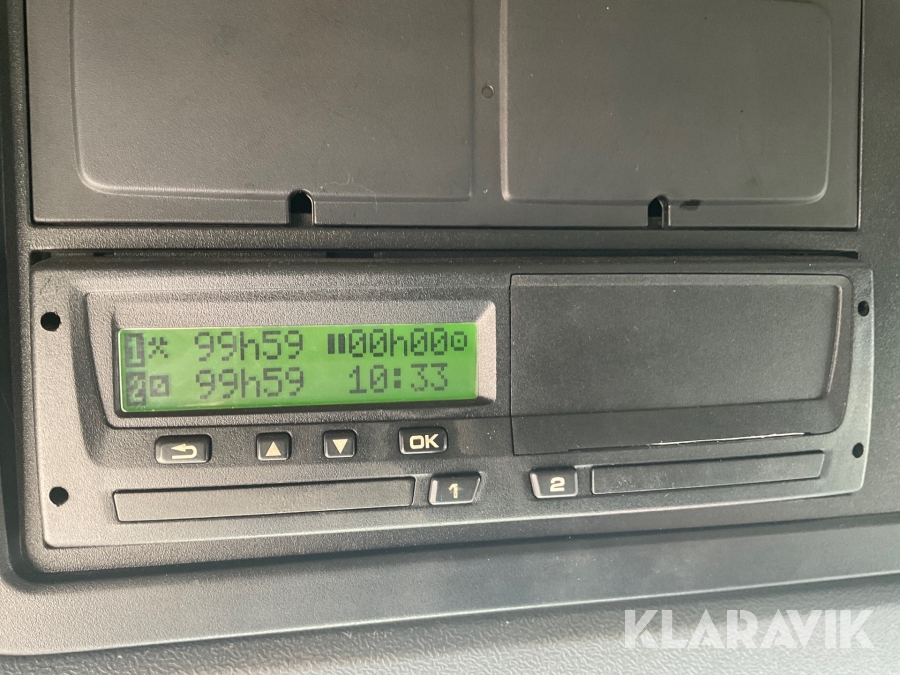 1 99h59 00h00
2 99h59 10:33
OK
1 2
KLARAVIK